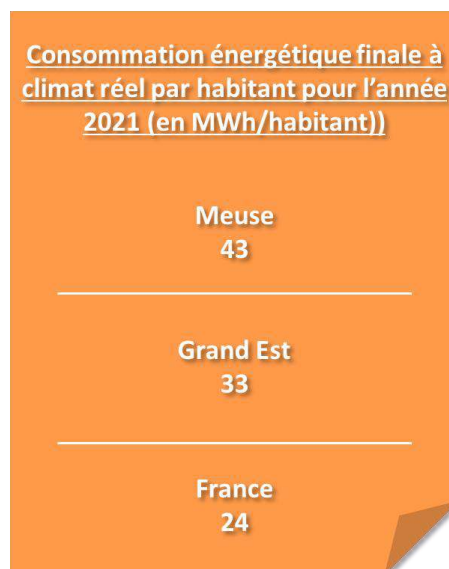 Consommation énergétique finale à
climat réel par habitant pour l’année
2021 (en MWh/habitant))
Meuse
43
Grand Est
33
France
24